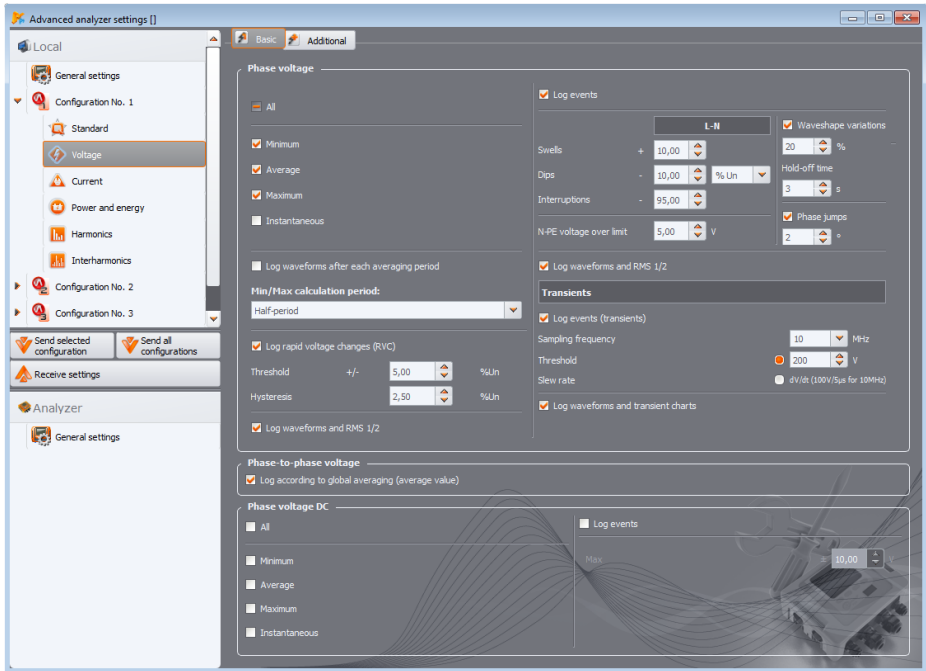 Advanced analyzer settings []
Local
General settings
Configuration No. 1
Standard
Voltage
Current
Power and energy
Harmonics
Interharmonics
Configuration No. 2
Configuration No. 3
Send selected configuration
Send all configurations
Receive settings
Analyzer
General settings
Basic
Additional
Phase voltage
All
Minimum
Average
Maximum
Instantaneous
Log waveforms after each averaging period
Min/Max calculation period:
Half-period
Log rapid voltage changes (RVC)
Threshold +/- 5,00 %Un
Hysteresis 2,50 %Un
Log waveforms and RMS 1/2
Log events
L-N
Swells + 10,00
Dips - 10,00 % Un
Interruptions - 95,00
N-PE voltage over limit 5,00 V
Waveshape variations
20 %
Hold-off time
3 s
Phase jumps
2 °
Log waveforms and RMS 1/2
Transients
Log events (transients)
Sampling frequency 10 MHz
Threshold 200 V
Slew rate dV/dt (100V/5µs for 10MHz)
Log waveforms and transient charts
Phase-to-phase voltage
Log according to global averaging (average value)
Phase voltage DC
All
Minimum
Average
Maximum
Instantaneous
Log events
Max ± 10,00 V